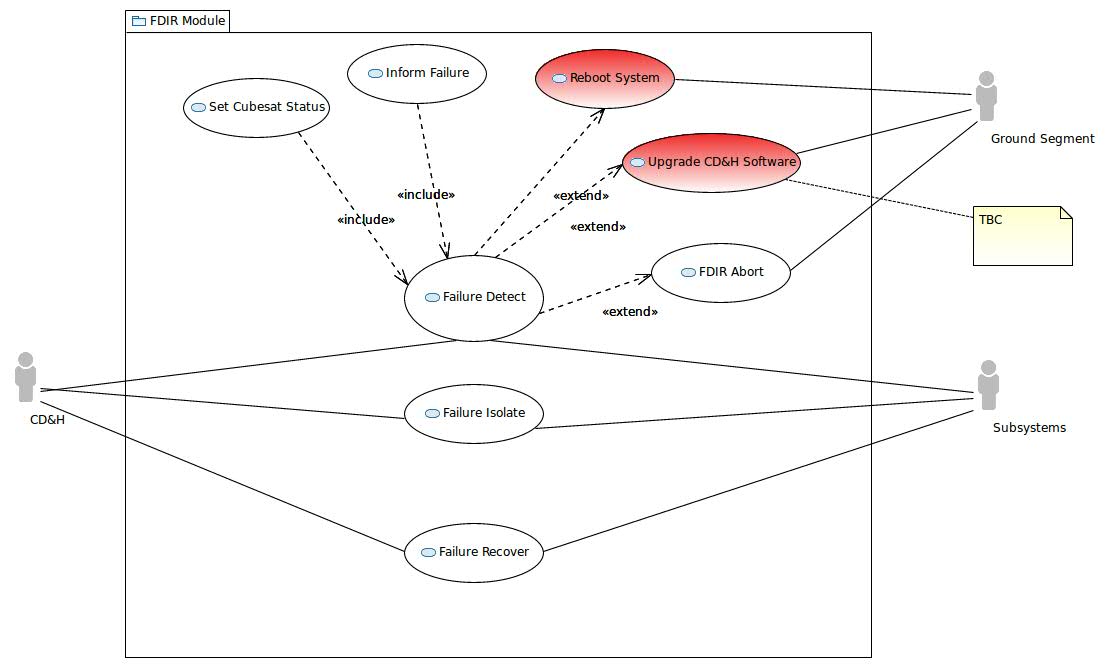 FDIR Module
Inform Failure
Reboot System
Set Cubesat Status
Ground Segment
Upgrade CD&H Software
«include»
«extend»
«include»
TBC
«extend»
FDIR Abort
Failure Detect
«extend»
CD&H
Failure Isolate
Subsystems
Failure Recover